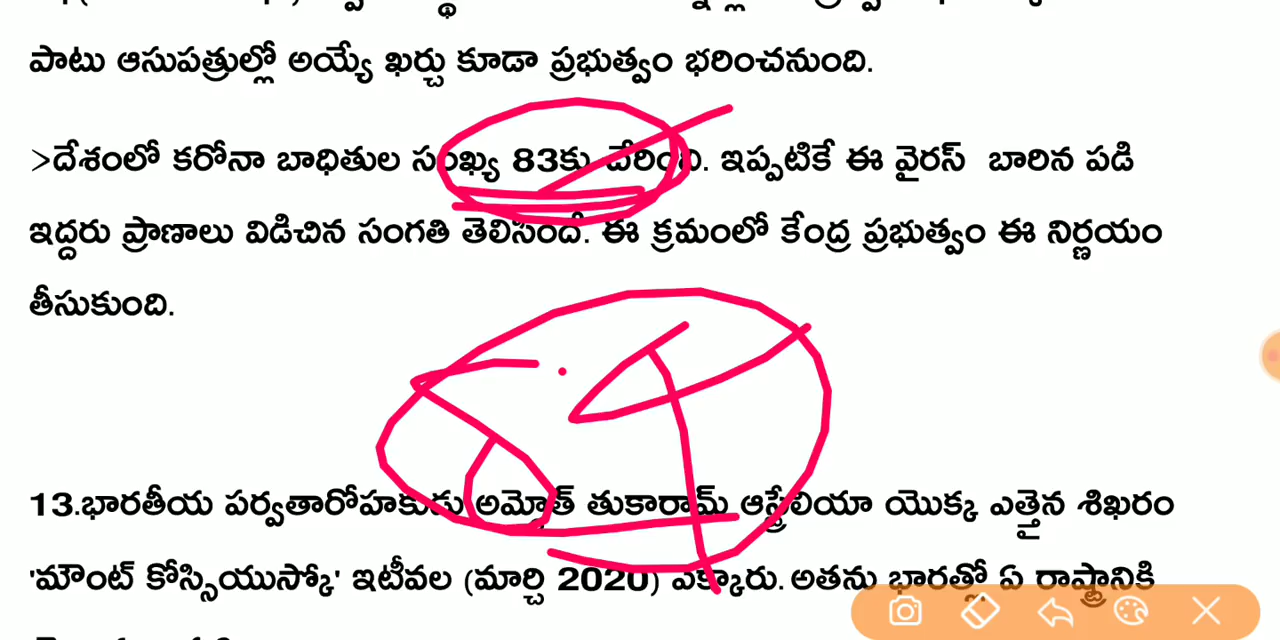 పాటు ఆసుపత్రుల్లో అయ్యే ఖర్చు కూడా ప్రభుత్వం భరించనుంది.
>దేశంలో కరోనా బాధితుల సంఖ్య 83కు చేరింది. ఇప్పటికే ఈ వైరస్ బారిన పడి
ఇద్దరు ప్రాణాలు విడిచిన సంగతి తెలిసిందే. ఈ క్రమంలో కేంద్ర ప్రభుత్వం ఈ నిర్ణయం
తీసుకుంది.
13.భారతీయ పర్వతారోహకుడు అమ్గోత్ తుకారామ్ ఆస్ట్రేలియా యొక్క ఎత్తైన శిఖరం
'మౌంట్ కోస్సియుస్కో' ఇటీవల (మార్చి 2020) ఎక్కారు. అతను భారత్లో ఏ రాష్ట్రానికి